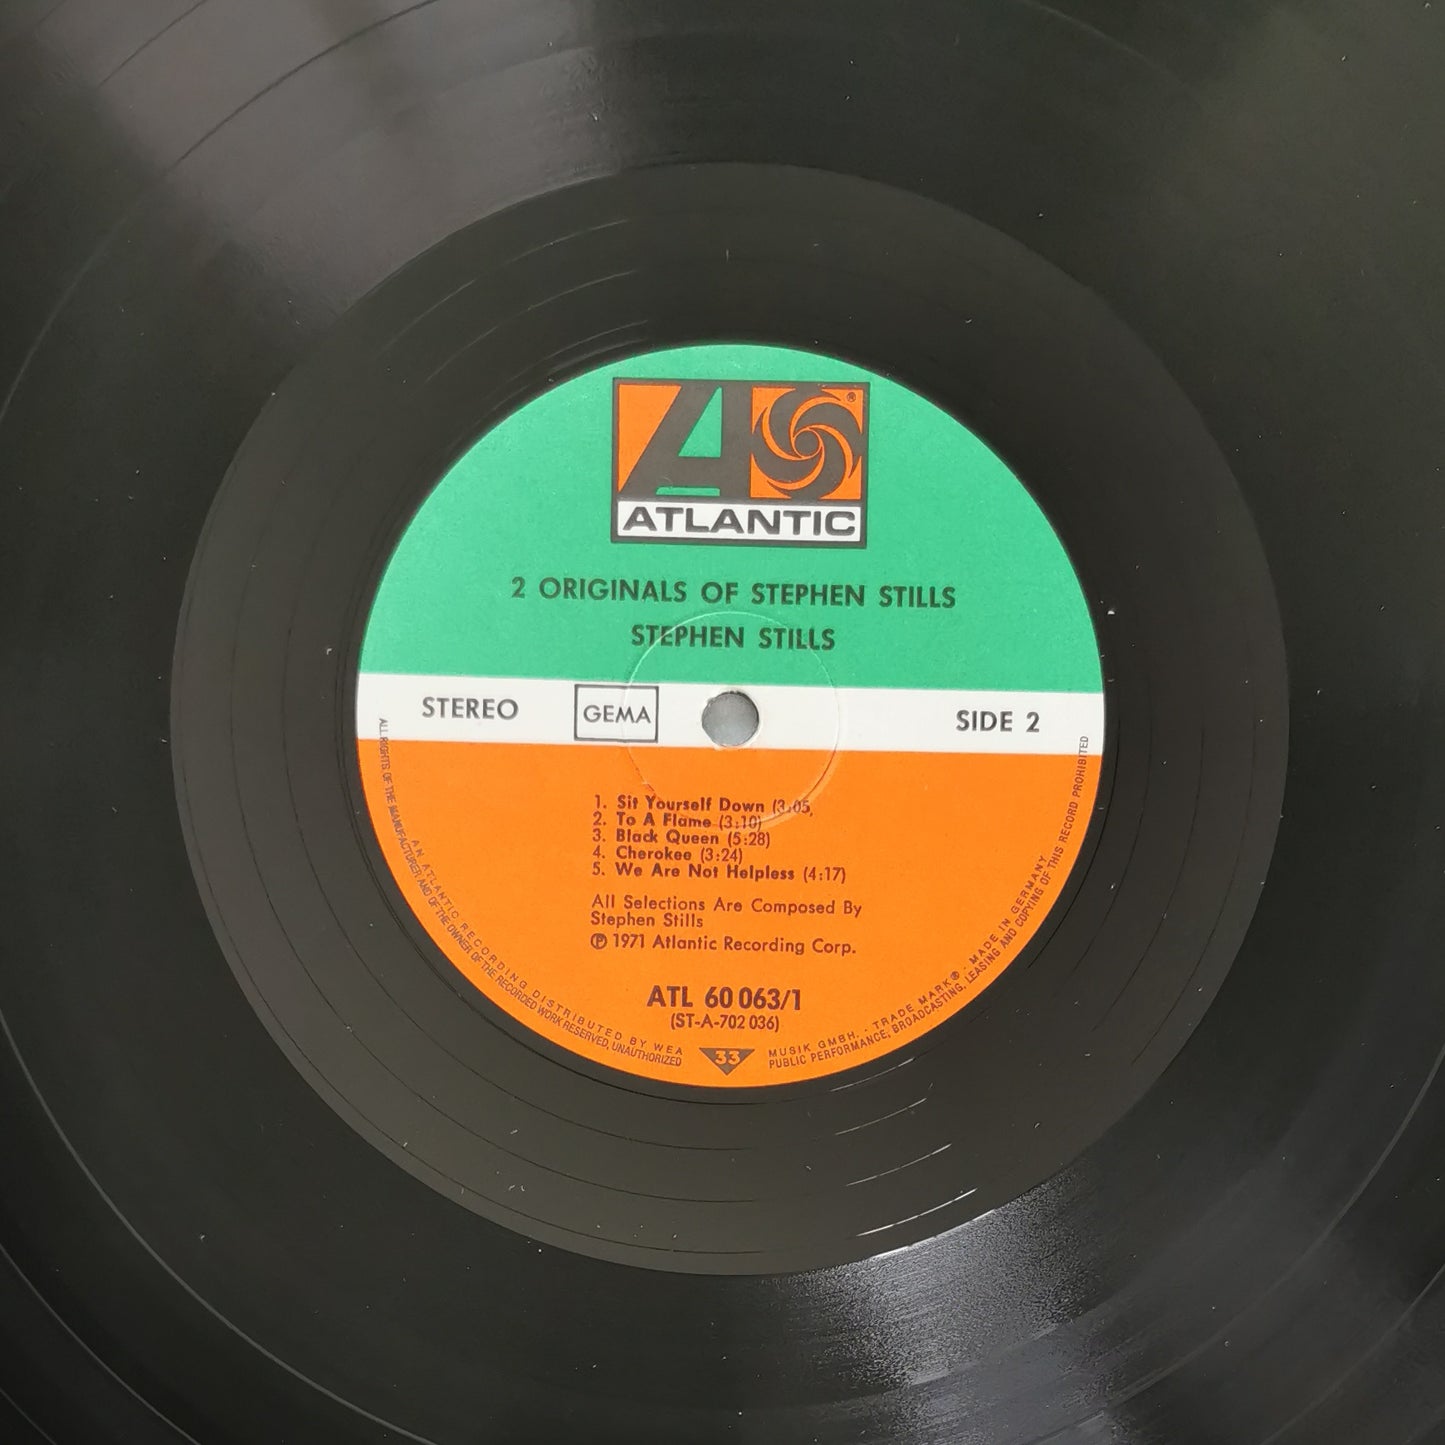 ATLANTIC
®
2 ORIGINALS OF STEPHEN STILLS
STEPHEN STILLS
STEREO
GEMA
SIDE 2
1. Sit Yourself Down (3:05,
2. To A Flame (3:10)
3. Black Queen (5:28)
4. Cherokee (3:24)
5. We Are Not Helpless (4:17)
All Selections Are Composed By
Stephen Stills
℗ 1971 Atlantic Recording Corp.
ATL 60 063/1
(ST-A-702 036)
33
AN ATLANTIC RECORDING DISTRIBUTED BY WEA MUSIK GMBH. · TRADE MARK® · MADE IN GERMANY
ALL RIGHTS OF THE MANUFACTURER AND OF THE OWNER OF THE RECORDED WORK RESERVED, UNAUTHORIZED PUBLIC PERFORMANCE, BROADCASTING, LEASING AND COPYING OF THIS RECORD PROHIBITED